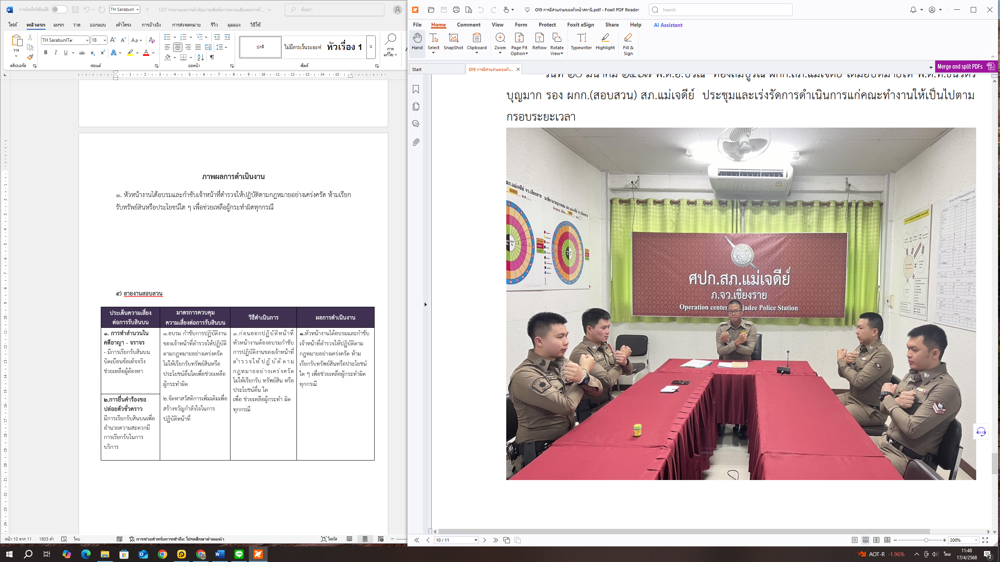 การบันทึกอัตโนมัติ
TH SarabunI
O21 รายงานผลการดำเนินการเพื่อจัดการความเสี่ยงต่อการรั...
ค้นหา
ไฟล์ หน้าแรก แทรก วาด ออกแบบ เค้าโครง การอ้างอิง การส่งจดหมาย รีวิว มุมมอง วิธีใช้
วาง
TH SarabunIT๙ 18
ปกติ
ไม่มีการเว้นระยะห่
หัวเรื่อง 1
การแก้ไข
คลิปบอร์ด ฟอนต์ ย่อหน้า สไตล์
ภาพผลการดำเนินงาน
๑. หัวหน้างานได้อบรมและกำชับเจ้าหน้าที่ตำรวจให้ปฏิบัติตามกฎหมายอย่างเคร่งครัด ห้ามเรียก
รับทรัพย์สินหรือประโยชน์ใด ๆ เพื่อช่วยเหลือผู้กระทำผิดทุกกรณี
๕) สายงานสอบสวน
ประเด็นความเสี่ยง
ต่อการรับสินบน
มาตรการควบคุม
ความเสี่ยงต่อการรับสินบน
วิธีดำเนินการ
ผลการดำเนินงาน
๑. การทำสำนวนใน
คดีอาญา - จราจร
- มีการเรียกรับสินบน
บิดเบือนข้อเท็จจริง
ช่วยเหลือผู้ต้องหา
๑.อบรม กำชับการปฏิบัติงาน
ของเจ้าหน้าที่ตำรวจให้ปฏิบัติ
ตามกฎหมายอย่างเคร่งครัด
ไม่ให้เรียกรับทรัพย์สินหรือ
ประโยชน์อื่นใดเพื่อช่วยเหลือ
ผู้กระทำผิด
๒.จัดหาสวัสดิการเพิ่มเติมเพื่อ
สร้างขวัญกำลังใจในการ
ปฏิบัติหน้าที่
๑.ก่อนออกปฏิบัติหน้าที่
หัวหน้างานต้องอบรมกำชับ
การปฏิบัติงานของเจ้าหน้าที่
ตำรวจให้ปฏิบัติตาม
กฎหมายอย่างเคร่งครัด
ไม่ให้เรียกรับ ทรัพย์สิน หรือ
ประโยชน์อื่น ใด
เพื่อ ช่วยเหลือผู้กระทำ ผิด
ทุกกรณี
๑.หัวหน้างานได้อบรมและกำชับ
เจ้าหน้าที่ตำรวจให้ปฏิบัติตาม
กฎหมายอย่างเคร่งครัด ห้าม
เรียกรับทรัพย์สินหรือประโยชน์
ใด ๆ เพื่อช่วยเหลือผู้กระทำผิด
ทุกกรณี
๒.การยื่นคำร้องขอ
ปล่อยตัวชั่วคราว
มีการเรียกรับสินบนเพื่อ
อำนวยความสะดวกมี
การเรียกรับในการ
บริการ
หน้า 10 จาก 11 1803 คำ ไทย การช่วยสำหรับการเข้าถึง: โปรดศึกษาคำแนะนำ โฟกัส
O19 การมีส่วนร่วมของหัวหน้าสถานี.pdf - Foxit PDF Reader
Search
File Home Comment View Form Protect Foxit eSign Share Help AI Assistant
Hand Select SnapShot Clipboard Zoom Page Fit Option Reflow Rotate View Typewriter Highlight Fill & Sign
Start
O19 การมีส่วนร่วมของหัว...
Merge and split PDFs
บุญมาก รอง ผกก.(สอบสวน) สภ.แม่เจดีย์ ประชุมและเร่งรัดการดำเนินการแก่คณะทำงานให้เป็นไปตาม
กรอบระยะเวลา
สภ.แม่เจดีย์ จว.เชียงราย
นาฬิกาอาชญากรรม สภ.แม่เจดีย์ จว.เชียงราย
ศปก.สภ.แม่เจดีย์
ภ.จว.เชียงราย
Operation center jadee Police Station
10 / 11
200%
AOT-R -1.96%
ไทย
11:48
17/4/2568
2